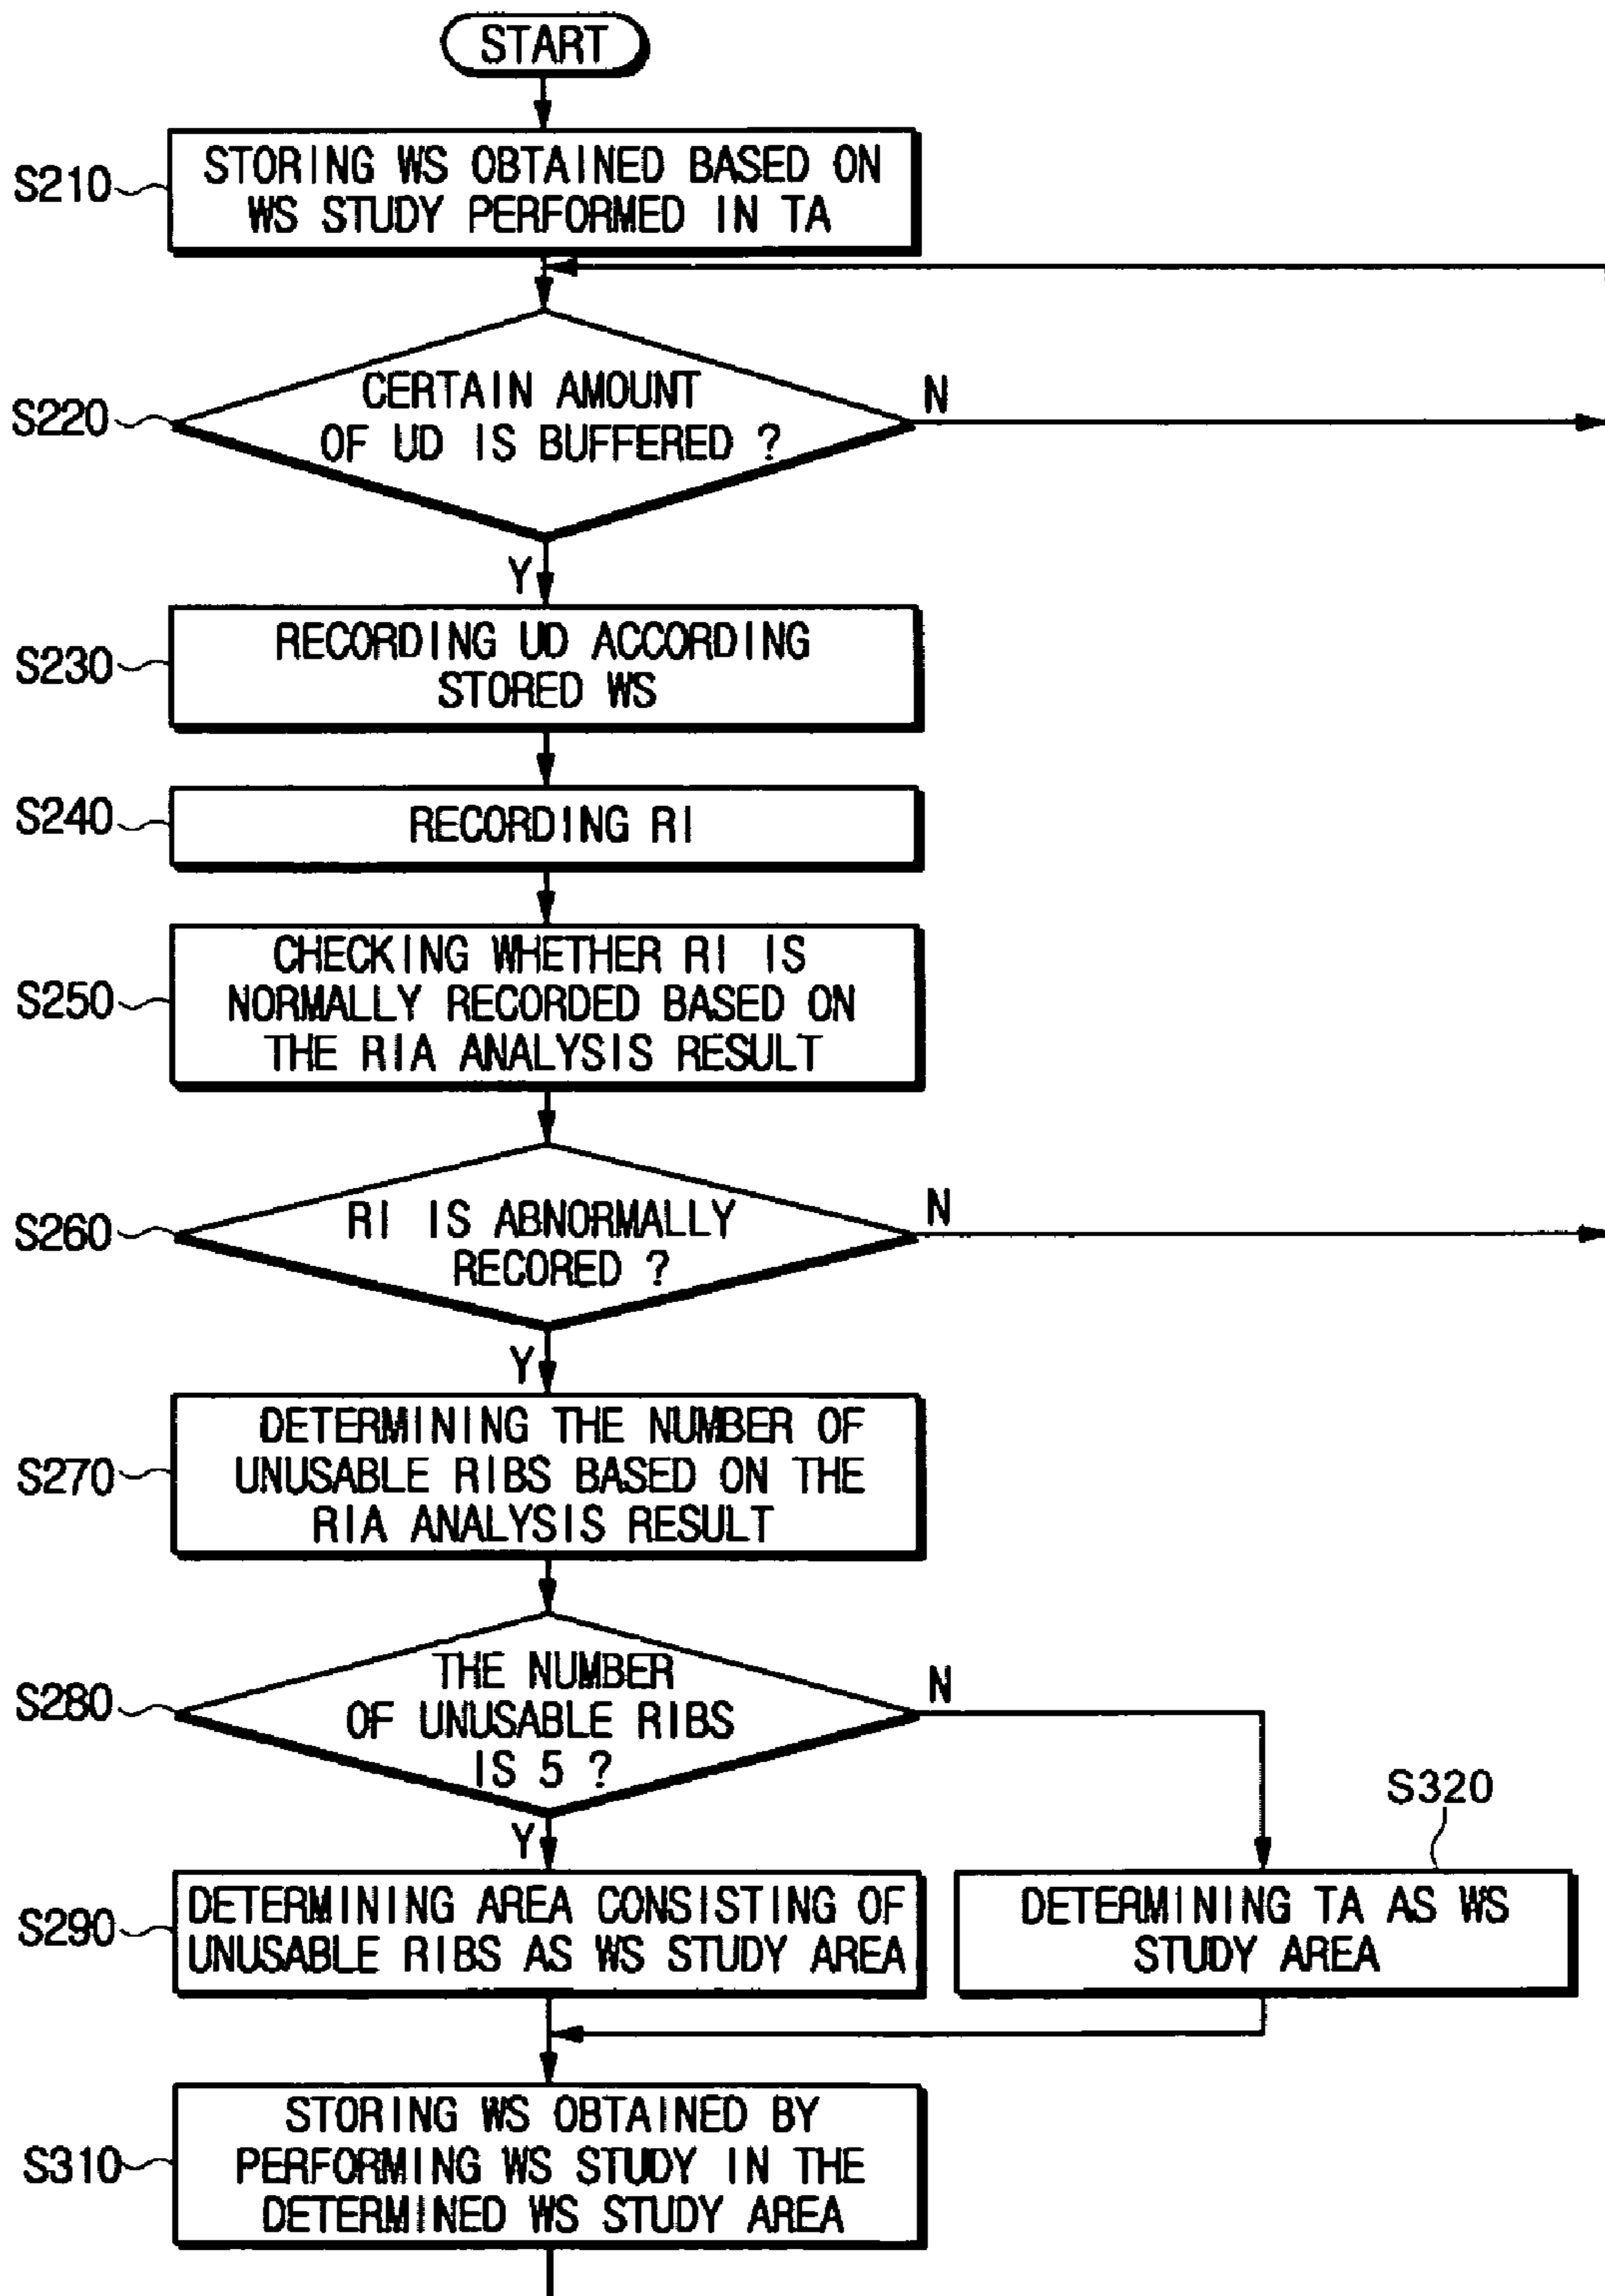 START
S210
STORING WS OBTAINED BASED ON
WS STUDY PERFORMED IN TA
S220
CERTAIN AMOUNT
OF UD IS BUFFERED ?
N
Y
S230
RECORDING UD ACCORDING
STORED WS
S240
RECORDING RI
S250
CHECKING WHETHER RI IS
NORMALLY RECORDED BASED ON
THE RIA ANALYSIS RESULT
S260
RI IS ABNORMALLY
RECORED ?
N
Y
S270
DETERMINING THE NUMBER OF
UNUSABLE RIBS BASED ON THE
RIA ANALYSIS RESULT
S280
THE NUMBER
OF UNUSABLE RIBS
IS 5 ?
N
Y
S290
DETERMINING AREA CONSISTING OF
UNUSABLE RIBS AS WS STUDY AREA
S320
DETERMINING TA AS WS
STUDY AREA
S310
STORING WS OBTAINED BY
PERFORMING WS STUDY IN THE
DETERMINED WS STUDY AREA